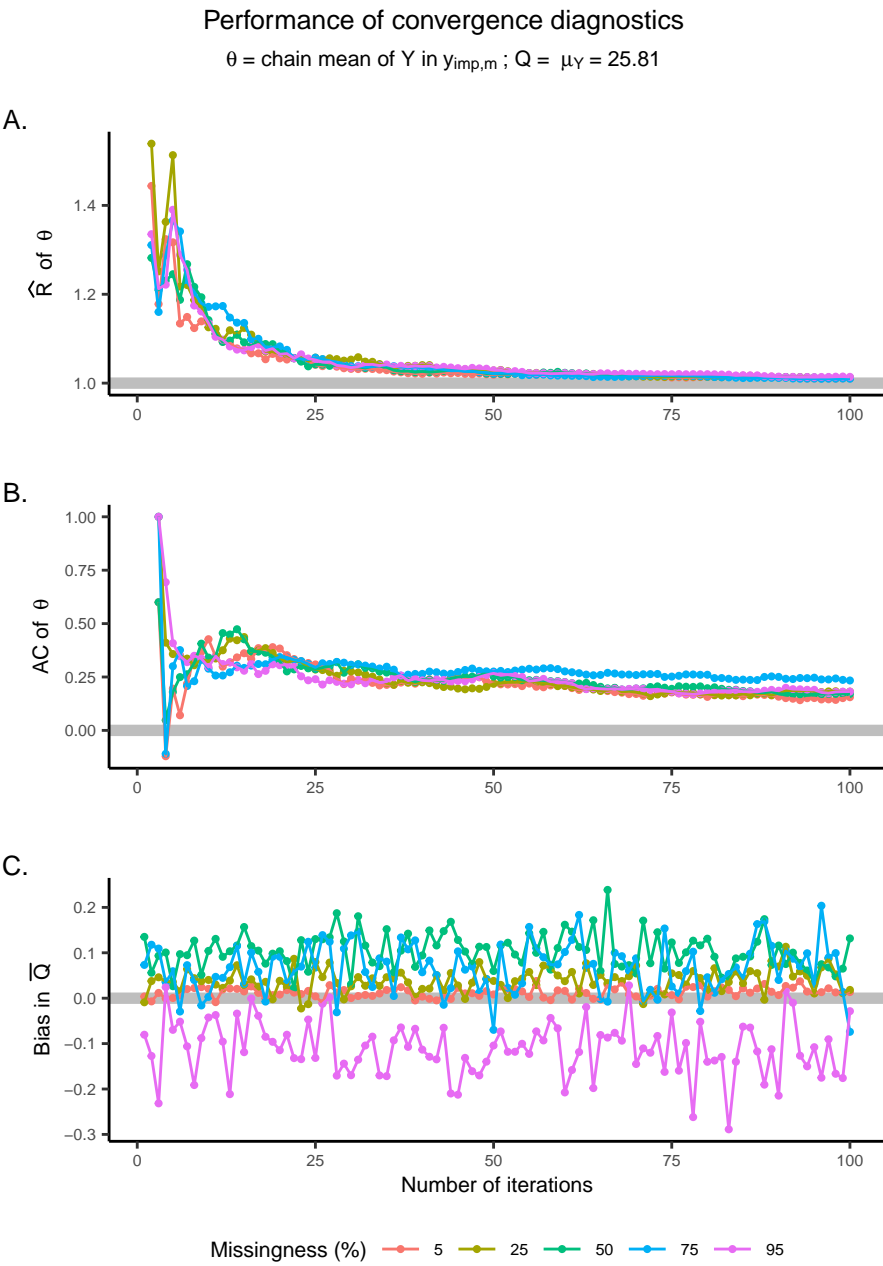 Performance of convergence diagnostics
θ = chain mean of Y in yimp,m ; Q = μY = 25.81
A.
R̂ of θ
1.4
1.2
1.0
0
25
50
75
100
B.
AC of θ
1.00
0.75
0.50
0.25
0.00
0
25
50
75
100
C.
Bias in Q̅
0.2
0.1
0.0
−0.1
−0.2
−0.3
0
25
50
75
100
Number of iterations
Missingness (%) 5 25 50 75 95